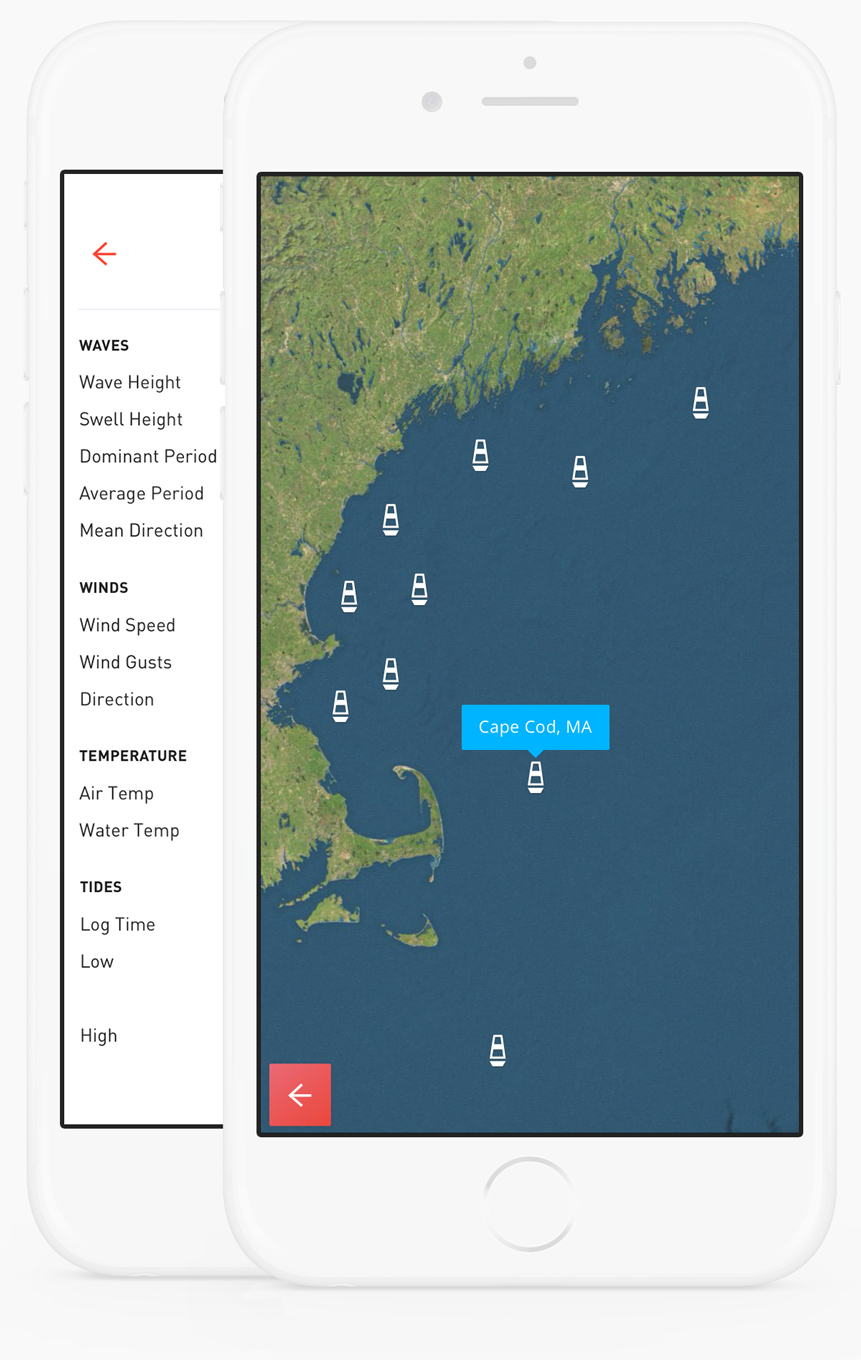 WAVES
Wave Height
Swell Height
Dominant Period
Average Period
Mean Direction
WINDS
Wind Speed
Wind Gusts
Direction
TEMPERATURE
Air Temp
Water Temp
TIDES
Log Time
Low
High
Cape Cod, MA